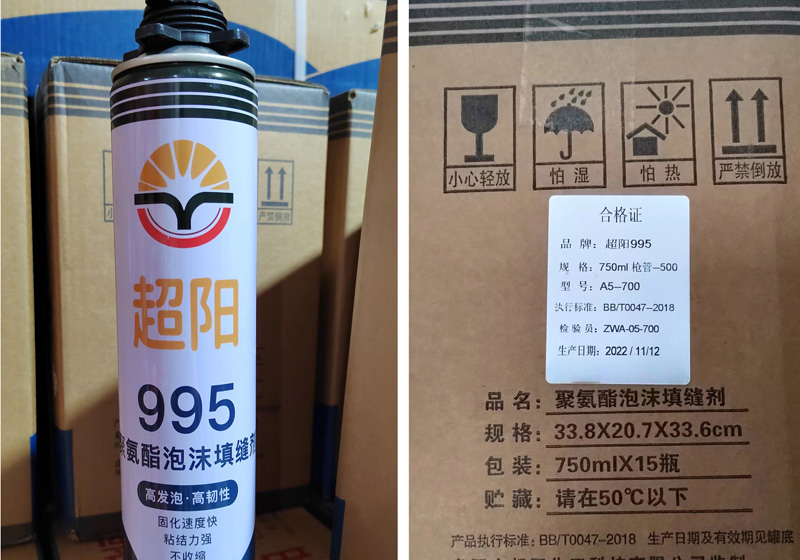 超阳
995
聚氨酯泡沫填缝剂
高发泡·高韧性
固化速度快
粘结力强
不收缩
严禁倒放
小心轻放
怕湿
怕热
严禁倒放
合格证
品 牌：超阳995
规 格：750ml 枪管-500
型 号：A5-700
执行标准：BB/T0047-2018
检 验 员：ZWA-05-700
生产日期：2022 / 11/12
品 名：聚氨酯泡沫填缝剂
规 格：33.8X20.7X33.6cm
包 装：750mlX15瓶
贮 藏：请在50℃以下
产品执行标准：BB/T0047-2018 生产日期及有效期见罐底